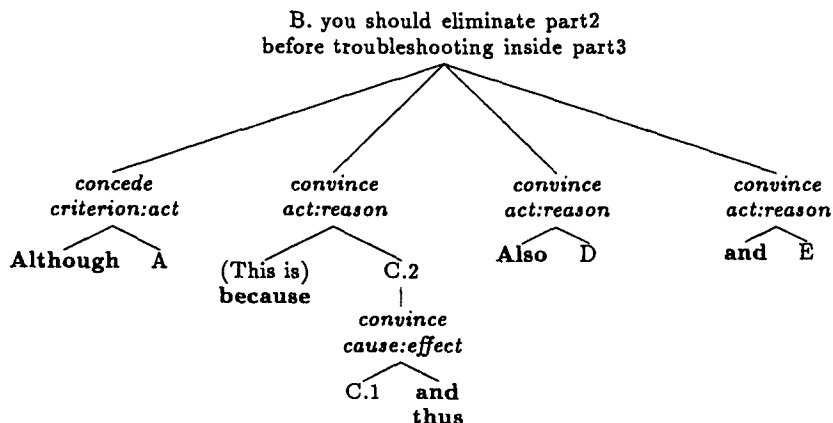 B. you should eliminate part2
before troubleshooting inside part3
concede
criterion:act
convince
act:reason
convince
act:reason
convince
act:reason
Although A
(This is)
because
C.2
Also D
and E
convince
cause:effect
C.1 and
thus